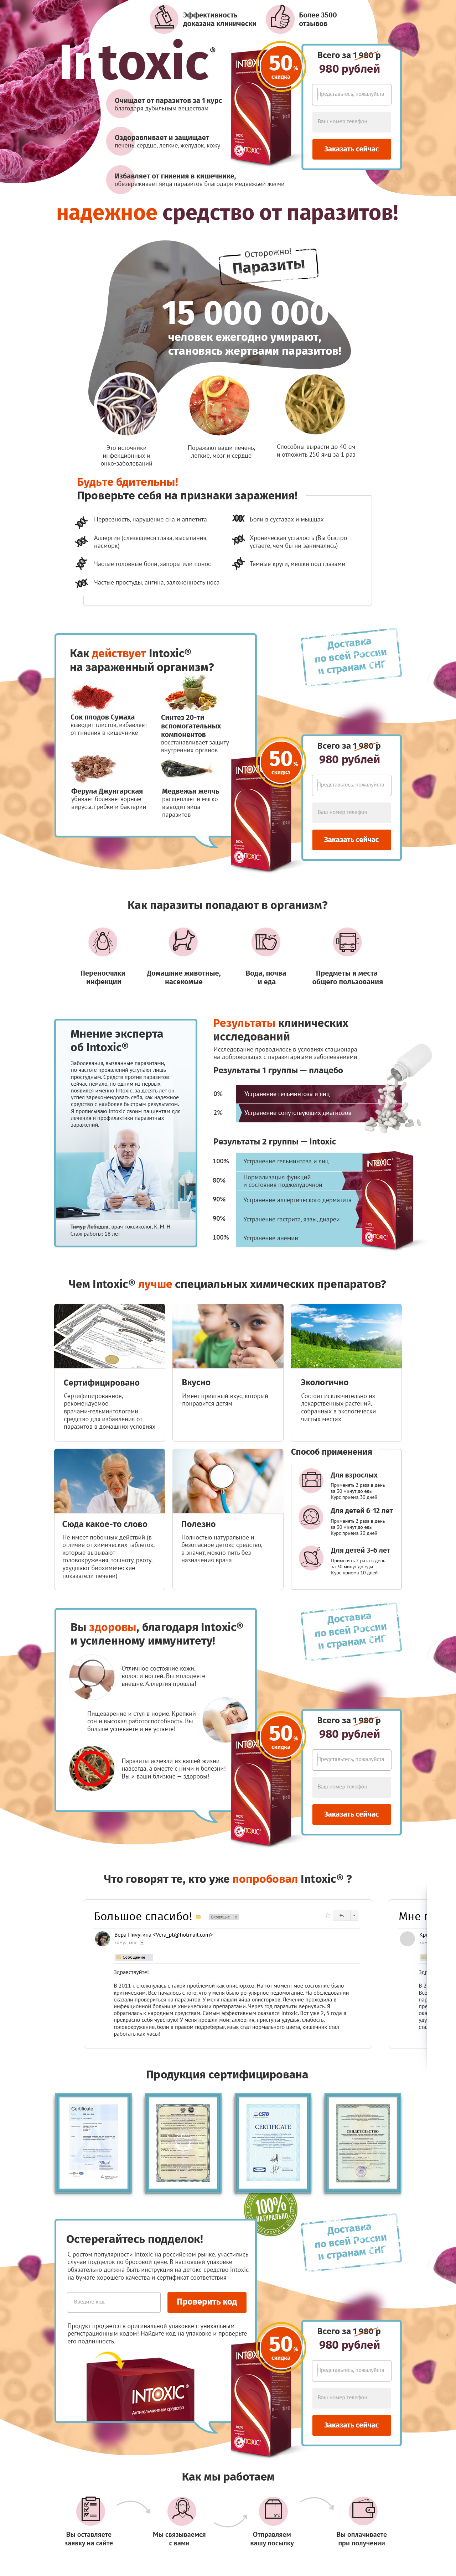 Эффективность
доказана клинически
Более 3500
отзывов
Intoxic®
Очищает от паразитов за 1 курс
благодаря дубильным веществам
Оздоравливает и защищает
печень, сердце, легкие, желудок, кожу
Избавляет от гниения в кишечнике,
обезвреживает яйца паразитов благодаря медвежьей желчи
50%
скидка
Всего за 1 980 р
980 рублей
Представьтесь, пожалуйста
Ваш номер телефон
Заказать сейчас
надежное средство от паразитов!
Осторожно!
Паразиты
15 000 000
человек ежегодно умирают,
становясь жертвами паразитов!
Это источники
инфекционных и
онко-заболеваний
Поражают ваши печень,
легкие, мозг и сердце
Способны вырасти до 40 см
и отложить 250 яиц за 1 раз
Будьте бдительны!
Проверьте себя на признаки заражения!
Нервозность, нарушение сна и аппетита
Аллергия (слезящиеся глаза, высыпания,
насморк)
Частые головные боли, запоры или понос
Частые простуды, ангина, заложенность носа
Боли в суставах и мышцах
Хроническая усталость (Вы быстро
устаете, чем бы ни занимались)
Темные круги, мешки под глазами
Как действует Intoxic®
на зараженный организм?
Сок плодов Сумаха
выводит глистов, избавляет
от гниения в кишечнике
Синтез 20-ти
вспомогательных
компонентов
восстанавливает защиту
внутренних органов
Ферула Джунгарская
убивает болезнетворные
вирусы, грибки и бактерии
Медвежья желчь
расщепляет и мягко
выводит яйца
паразитов
Доставка
по всей России
и странам СНГ
50%
скидка
Всего за 1 980 р
980 рублей
Представьтесь, пожалуйста
Ваш номер телефон
Заказать сейчас
Как паразиты попадают в организм?
Переносчики
инфекции
Домашние животные,
насекомые
Вода, почва
и еда
Предметы и места
общего пользования
Мнение эксперта
об Intoxic®
Заболевания, вызванные паразитами,
по частоте проявлений уступают лишь
простудным. Средств против паразитов
сейчас немало, но одним из первых
появился именно Intoxic, за десять лет он
успел зарекомендовать себя, как надежное
средство с наиболее быстрым результатом.
Я прописываю Intoxic своим пациентам для
лечения и профилактики паразитных
заражений.
Тимур Лебедев, врач-токсиколог, К. М. Н.
Стаж работы: 18 лет
Результаты клинических
исследований
Исследование проводилось в условиях стационара
на добровольцах с паразитарными заболеваниями
Результаты 1 группы — плацебо
0% Устранение гельминтоза и яиц
2% Устранение сопутствующих диагнозов
Результаты 2 группы — Intoxic
100% Устранение гельминтоза и яиц
80% Нормализация функций
и состояния поджелудочной
90% Устранение аллергического дерматита
90% Устранение гастрита, язвы, диареи
100% Устранение анемии
INTOXIC
Чем Intoxic® лучше специальных химических препаратов?
Сертифицировано
Сертифицированное,
рекомендуемое
врачами-гельминтологами
средство для избавления от
паразитов в домашних условиях
Вкусно
Имеет приятный вкус, который
понравится детям
Экологично
Состоит исключительно из
лекарственных растений,
собранных в экологически
чистых местах
Сюда какое-то слово
Не имеет побочных действий (в
отличие от химических таблеток,
которые вызывают
головокружения, тошноту, рвоту,
ухудшают биохимические
показатели печени)
Полезно
Полностью натуральное и
безопасное детокс-средство,
а значит, можно пить без
назначения врача
Способ применения
Для взрослых
Применять 2 раза в день
за 30 минут до еды
Курс приема 30 дней
Для детей 6-12 лет
Применять 2 раза в день
за 30 минут до еды
Курс приема 20 дней
Для детей 3-6 лет
Применять 2 раза в день
за 30 минут до еды
Курс приема 10 дней
Вы здоровы, благодаря Intoxic®
и усиленному иммунитету!
Отличное состояние кожи,
волос и ногтей. Вы молодеете
внешне. Аллергия прошла!
Пищеварение и стул в норме. Крепкий
сон и высокая работоспособность. Вы
больше успеваете и не устаете!
Паразиты исчезли из вашей жизни
навсегда, а вместе с ними и болезни!
Вы и ваши близкие — здоровы!
Доставка
по всей России
и странам СНГ
50%
скидка
Всего за 1 980 р
980 рублей
Представьтесь, пожалуйста
Ваш номер телефон
Заказать сейчас
Что говорят те, кто уже попробовал Intoxic® ?
Большое спасибо!
Входящие
Вера Пичугина <Vera_pt@hotmail.com>
кому: мне
Сообщение
Здравствуйте!
В 2011 г.столкнулась с такой проблемой как описторхоз. На тот момент мое состояние было
критическим. Все началось с того, что у меня было регулярное недомогание. На обследовании
сказали провериться на паразитов. У меня нашли яйца описторхоз. Лечение проходила в
инфекционной больнице химическими препаратами. Через год паразиты вернулись. Я
обратилась к народным средствам. Самым эффективным оказался Intoxic. Вот уже 2, 5 года я
прекрасно себя чувствую! У меня прошли мои: аллергия, приступы удушья, слабость,
головокружение, боли в правом подреберье; язык стал нормального цвета, кишечник стал
работать как часы!
Продукция сертифицирована
Certificate
CERTIFICATE
СВИДЕТЕЛЬСТВО
100%
НАТУРАЛЬНО
Остерегайтесь подделок!
С ростом популярности intoxic на российском рынке, участились
случаи подделок по бросовой цене. В настоящей упаковке
обязательно должна быть инструкция на детокс-средство intoxic
на бумаге хорошего качества и сертификат соответствия
Введите код
Проверить код
Продукт продается в оригинальной упаковке с уникальным
регистрационным кодом! Найдите код на упаковке и проверьте
его подлинность.
INTOXIC®
Антигельминтное средство
Доставка
по всей России
и странам СНГ
50%
скидка
Всего за 1 980 р
980 рублей
Представьтесь, пожалуйста
Ваш номер телефон
Заказать сейчас
Как мы работаем
Вы оставляете
заявку на сайте
Мы связываемся
с вами
Отправляем
вашу посылку
Вы оплачиваете
при получении